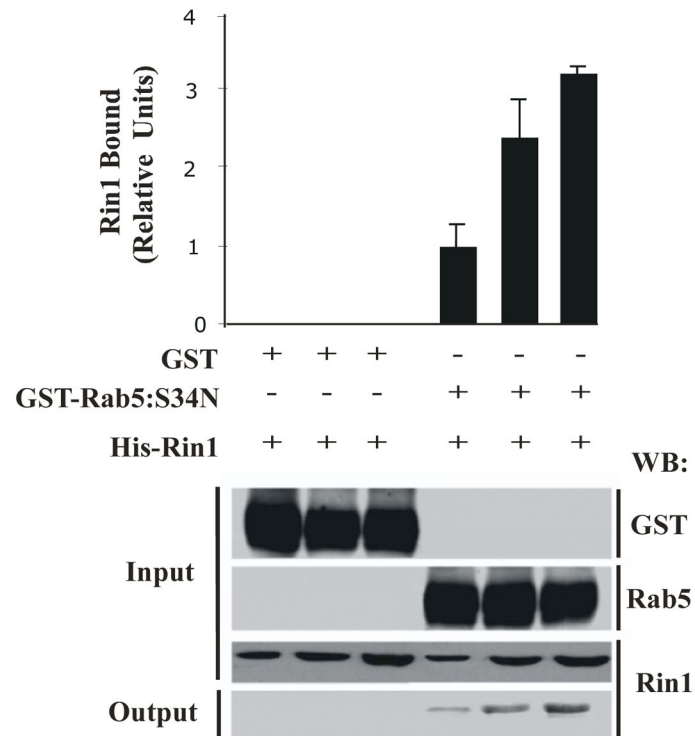 4
3
2
1
0
Rin1 Bound
(Relative Units)
GST + + + - - -
GST-Rab5:S34N - - - + + +
His-Rin1 + + + + + +
WB:
Input
GST
Rab5
Rin1
Output